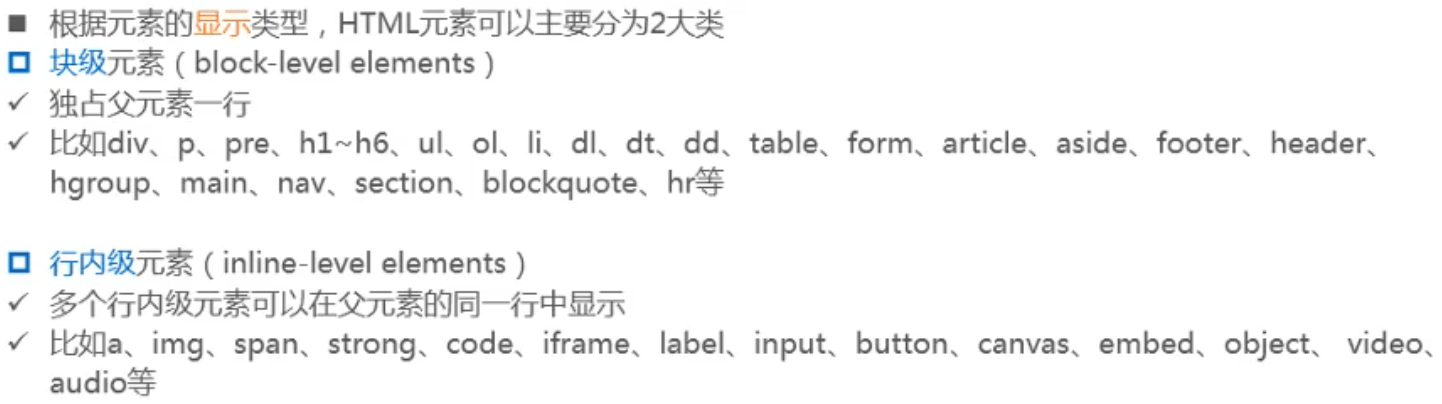 ■ 根据元素的显示类型，HTML元素可以主要分为2大类
块级元素（block-level elements）
✓ 独占父元素一行
✓ 比如div、p、pre、h1~h6、ul、ol、li、dl、dt、dd、table、form、article、aside、footer、header、
hgroup、main、nav、section、blockquote、hr等
行内级元素（inline-level elements）
✓ 多个行内级元素可以在父元素的同一行中显示
✓ 比如a、img、span、strong、code、iframe、label、input、button、canvas、embed、object、 video、
audio等